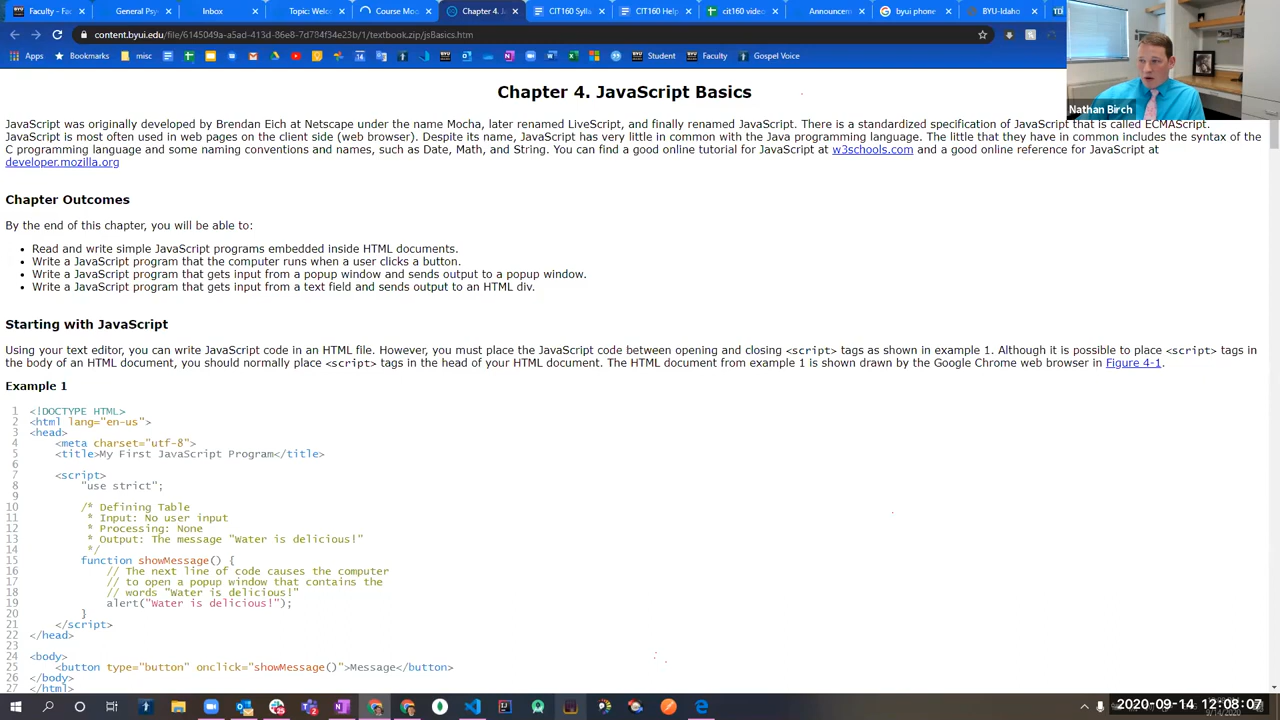 Faculty - Fa
General Psy
Inbox
Topic: Welc
Course Mo
Chapter 4. J
CIT160 Sylla
CIT160 Help
cit160 video
Announcem
byui phone
BYU-Idaho
content.byui.edu/file/6145049a-a5ad-413d-86e8-7d784f34e23b/1/textbook.zip/jsBasics.htm
Apps Bookmarks misc Student Faculty Gospel Voice
Nathan Birch
Chapter 4. JavaScript Basics
JavaScript was originally developed by Brendan Eich at Netscape under the name Mocha, later renamed LiveScript, and finally renamed JavaScript. There is a standardized specification of JavaScript that is called ECMAScript.
JavaScript is most often used in web pages on the client side (web browser). Despite its name, JavaScript has very little in common with the Java programming language. The little that they have in common includes the syntax of the
C programming language and some naming conventions and names, such as Date, Math, and String. You can find a good online tutorial for JavaScript at w3schools.com and a good online reference for JavaScript at
developer.mozilla.org
Chapter Outcomes
By the end of this chapter, you will be able to:
• Read and write simple JavaScript programs embedded inside HTML documents.
• Write a JavaScript program that the computer runs when a user clicks a button.
• Write a JavaScript program that gets input from a popup window and sends output to a popup window.
• Write a JavaScript program that gets input from a text field and sends output to an HTML div.
Starting with JavaScript
Using your text editor, you can write JavaScript code in an HTML file. However, you must place the JavaScript code between opening and closing <script> tags as shown in example 1. Although it is possible to place <script> tags in
the body of an HTML document, you should normally place <script> tags in the head of your HTML document. The HTML document from example 1 is shown drawn by the Google Chrome web browser in Figure 4-1.
Example 1
1 <!DOCTYPE HTML>
2 <html lang="en-us">
3 <head>
4 <meta charset="utf-8">
5 <title>My First JavaScript Program</title>
6
7 <script>
8 "use strict";
9
10 /* Defining Table
11 * Input: No user input
12 * Processing: None
13 * Output: The message "Water is delicious!"
14 */
15 function showMessage() {
16 // The next line of code causes the computer
17 // to open a popup window that contains the
18 // words "Water is delicious!"
19 alert("Water is delicious!");
20 }
21 </script>
22 </head>
23
24 <body>
25 <button type="button" onclick="showMessage()">Message</button>
26 </body>
27 </html>
2020-09-14 12:08:07